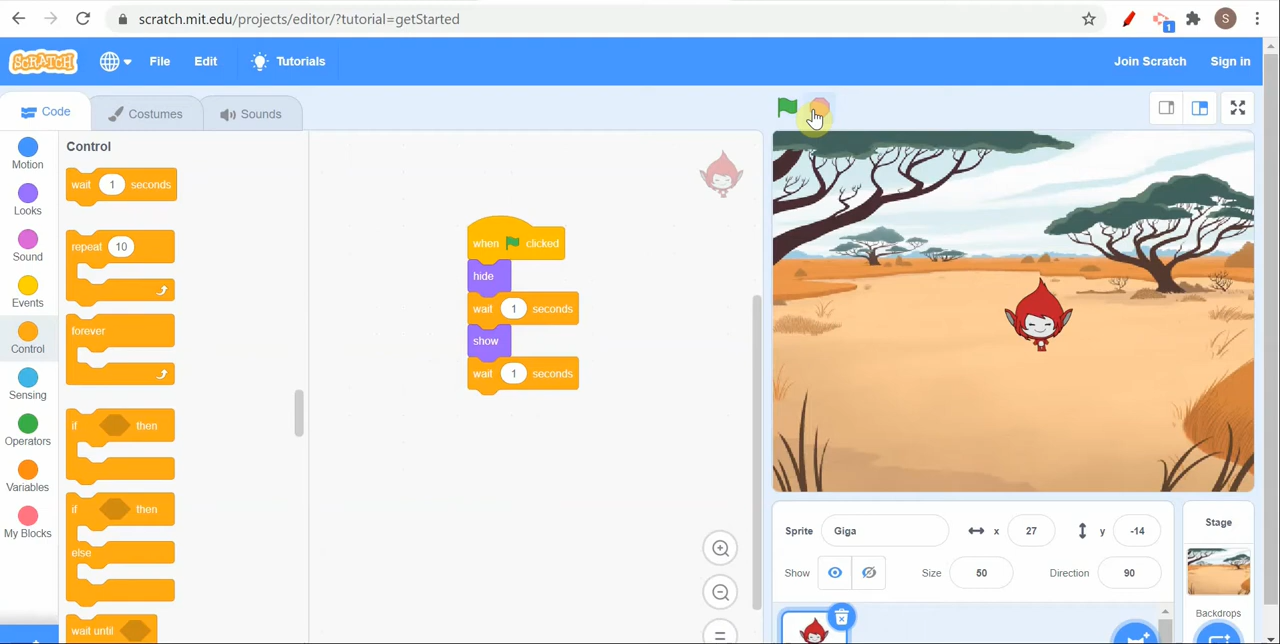 scratch.mit.edu/projects/editor/?tutorial=getStarted
1
S
SCRATCH
File
Edit
Tutorials
Join Scratch
Sign in
Code
Costumes
Sounds
Motion
Looks
Sound
Events
Control
Sensing
Operators
Variables
My Blocks
Control
wait 1 seconds
repeat 10
forever
if then
if then
else
wait until
when clicked
hide
wait 1 seconds
show
wait 1 seconds
Sprite Giga x 27 y -14
Show Size 50 Direction 90
Stage
Backdrops